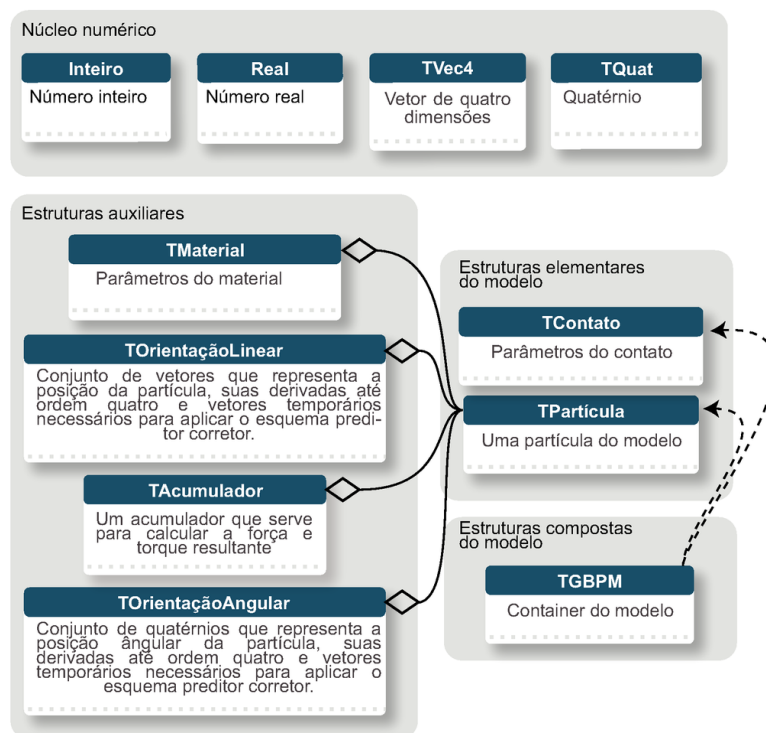 Núcleo numérico
Inteiro
Número inteiro
Real
Número real
TVec4
Vetor de quatro
dimensões
TQuat
Quatérnio
Estruturas auxiliares
TMaterial
Parâmetros do material
TOrientaçãoLinear
Conjunto de vetores que representa a
posição da partícula, suas derivadas até
ordem quatro e vetores temporários
necessários para aplicar o esquema predi-
tor corretor.
TAcumulador
Um acumulador que serve
para calcular a força e
torque resultante
TOrientaçãoAngular
Conjunto de quatérnios que representa a
posição ângular da partícula, suas
derivadas até ordem quatro e vetores
temporários necessários para aplicar o
esquema preditor corretor.
Estruturas elementares
do modelo
TContato
Parâmetros do contato
TPartícula
Uma partícula do modelo
Estruturas compostas
do modelo
TGBPM
Container do modelo